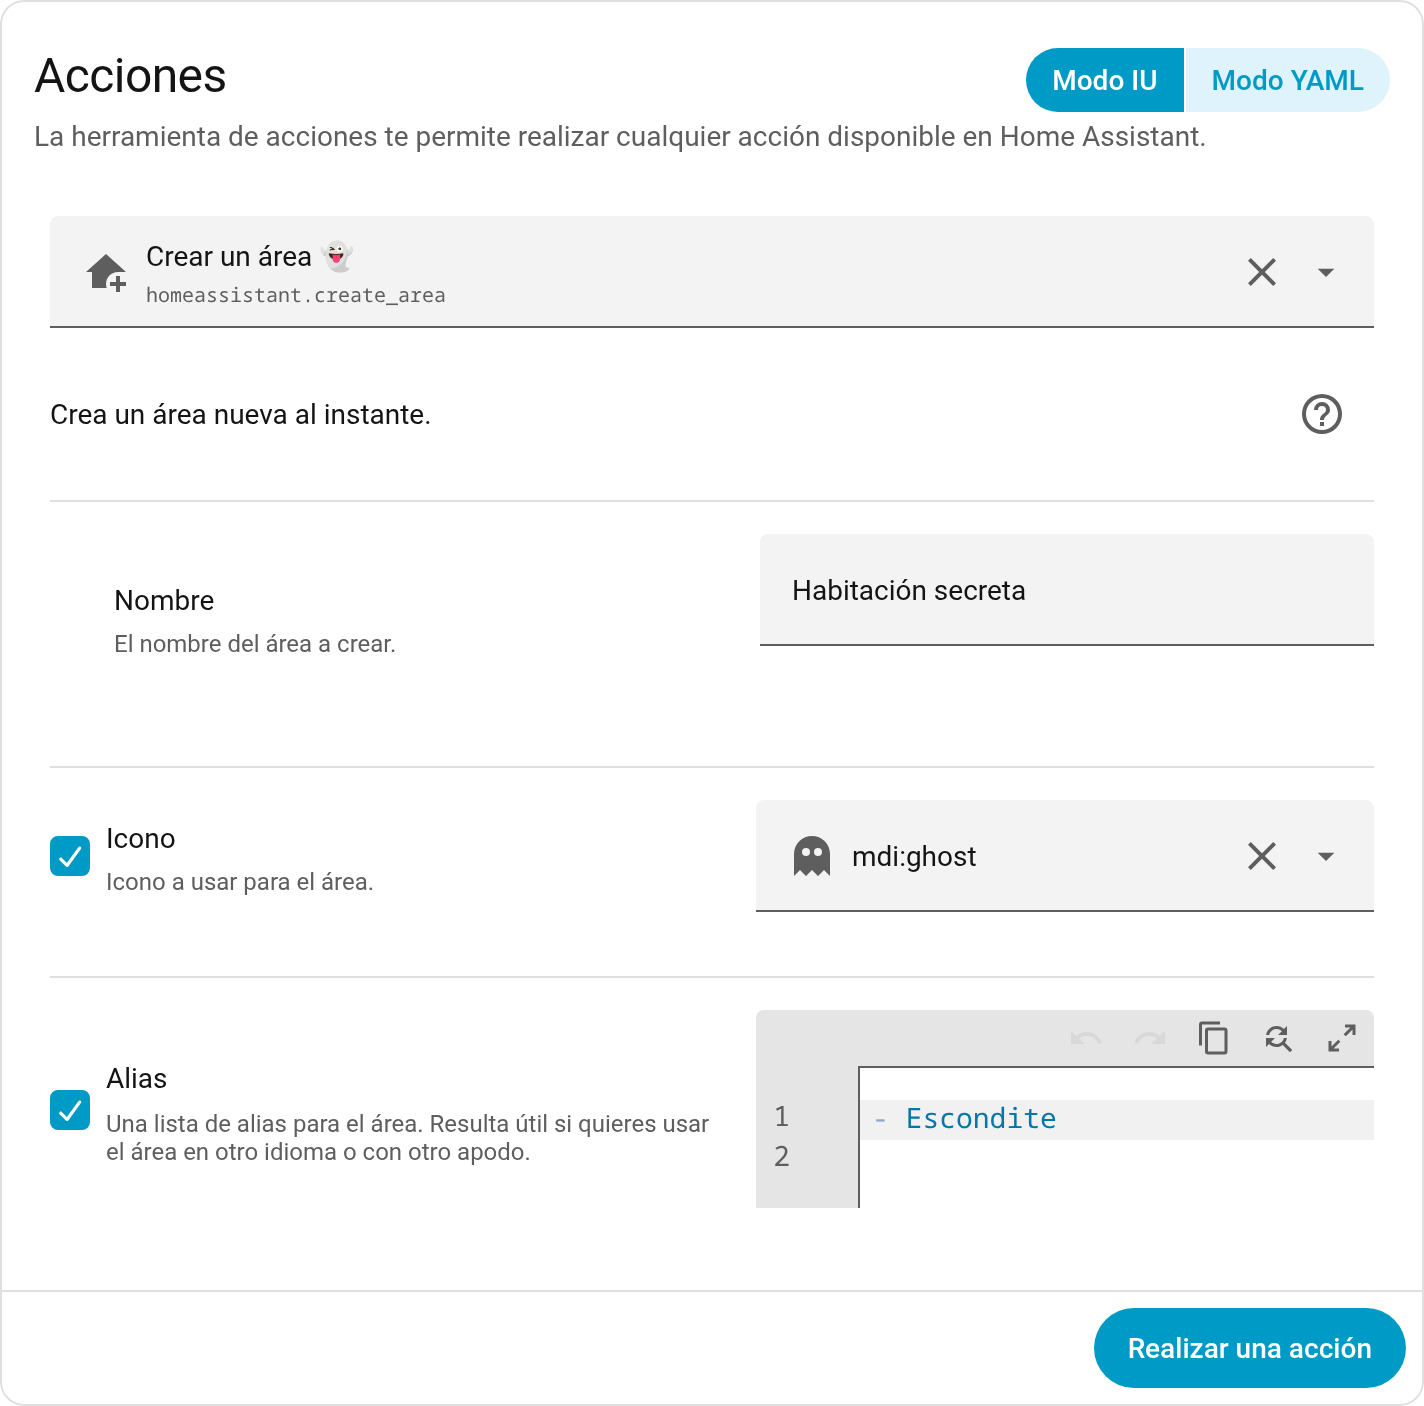 Acciones
Modo IU
Modo YAML
La herramienta de acciones te permite realizar cualquier acción disponible en Home Assistant.
Crear un área 👻
homeassistant.create_area
Crea un área nueva al instante.
Nombre
El nombre del área a crear.
Habitación secreta
Icono
Icono a usar para el área.
mdi:ghost
Alias
Una lista de alias para el área. Resulta útil si quieres usar
el área en otro idioma o con otro apodo.
1 - Escondite
2
Realizar una acción